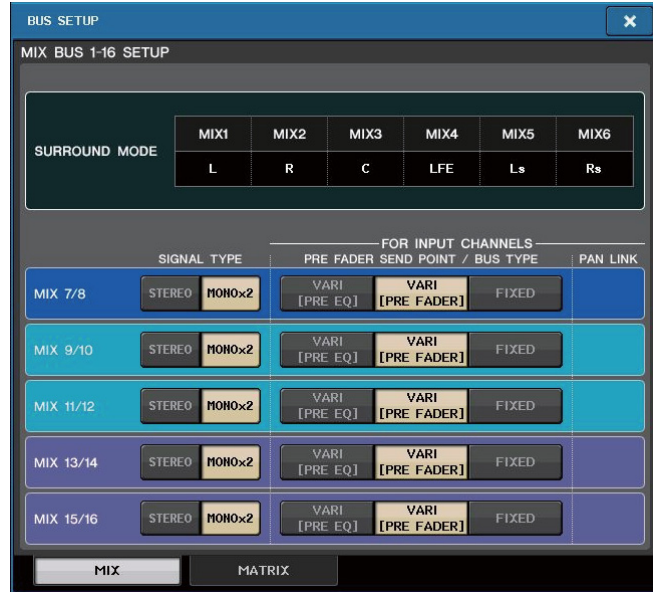 BUS SETUP
×
MIX BUS 1-16 SETUP
SURROUND MODE
MIX1 MIX2 MIX3 MIX4 MIX5 MIX6
L R C LFE Ls Rs
FOR INPUT CHANNELS
SIGNAL TYPE PRE FADER SEND POINT / BUS TYPE PAN LINK
MIX 7/8 STEREO MONOx2 VARI [PRE EQ] VARI [PRE FADER] FIXED
MIX 9/10 STEREO MONOx2 VARI [PRE EQ] VARI [PRE FADER] FIXED
MIX 11/12 STEREO MONOx2 VARI [PRE EQ] VARI [PRE FADER] FIXED
MIX 13/14 STEREO MONOx2 VARI [PRE EQ] VARI [PRE FADER] FIXED
MIX 15/16 STEREO MONOx2 VARI [PRE EQ] VARI [PRE FADER] FIXED
MIX MATRIX